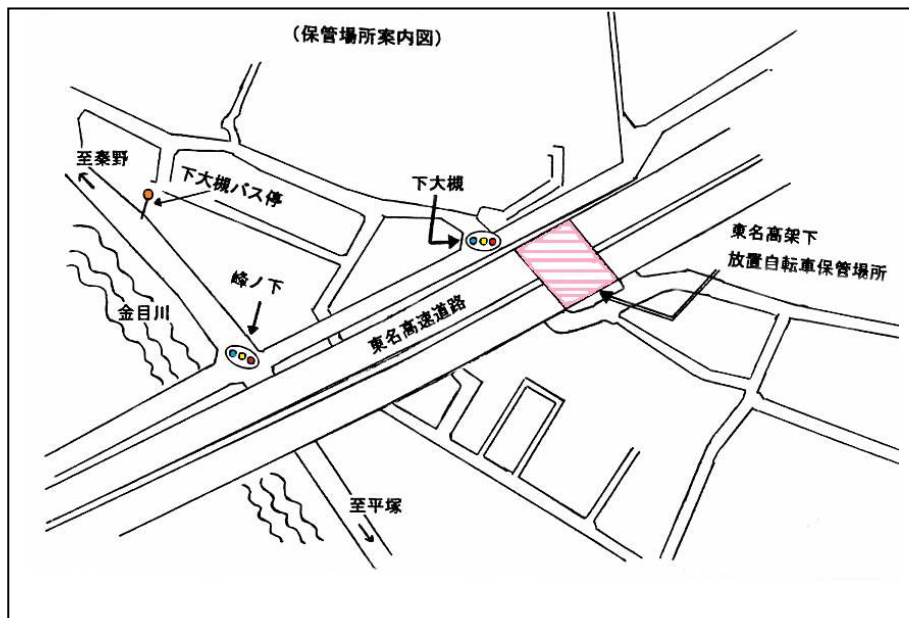 (保管場所案内図)
至秦野
下大槻バス停
下大槻
東名高架下
放置自転車保管場所
峰ノ下
金目川
東名高速道路
至平塚